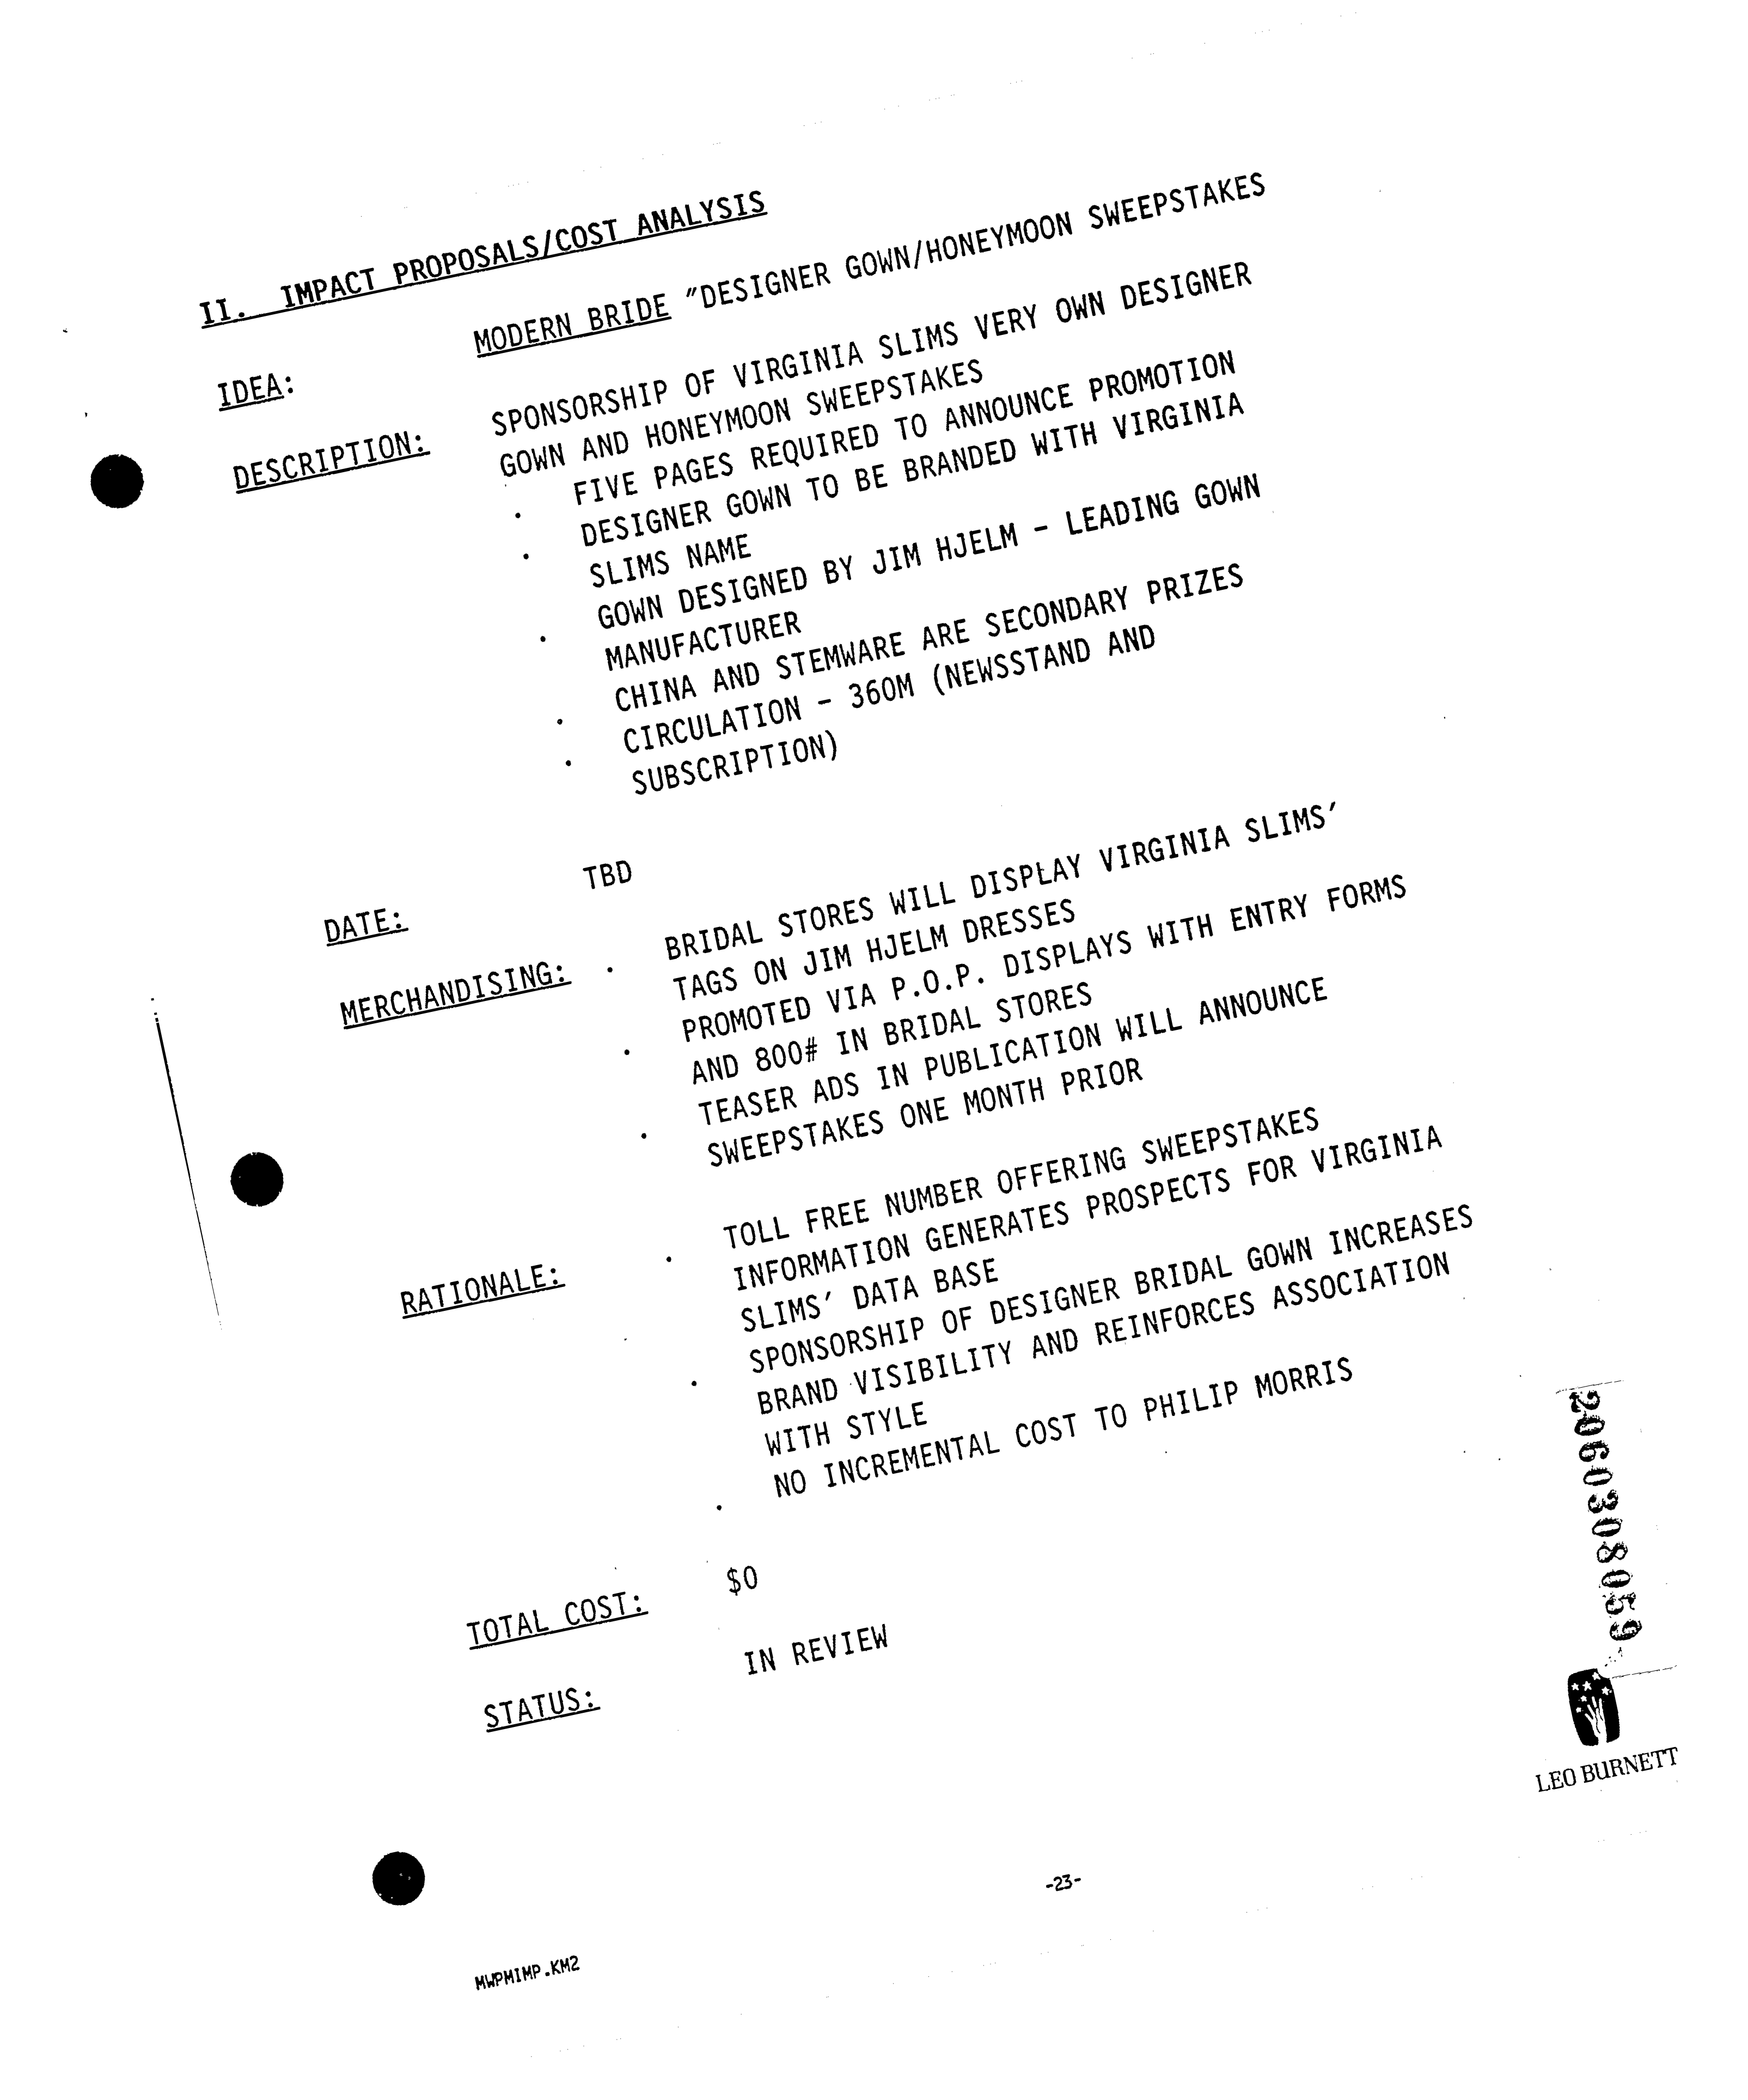 II. IMPACT PROPOSALS/COST ANALYSIS
IDEA: MODERN BRIDE "DESIGNER GOWN/HONEYMOON SWEEPSTAKES
DESCRIPTION: SPONSORSHIP OF VIRGINIA SLIMS VERY OWN DESIGNER
GOWN AND HONEYMOON SWEEPSTAKES
. FIVE PAGES REQUIRED TO ANNOUNCE PROMOTION
. DESIGNER GOWN TO BE BRANDED WITH VIRGINIA
SLIMS NAME
. GOWN DESIGNED BY JIM HJELM - LEADING GOWN
MANUFACTURER
. CHINA AND STEMWARE ARE SECONDARY PRIZES
. CIRCULATION - 360M (NEWSSTAND AND
SUBSCRIPTION)
DATE: TBD
MERCHANDISING: . BRIDAL STORES WILL DISPLAY VIRGINIA SLIMS'
TAGS ON JIM HJELM DRESSES
. PROMOTED VIA P.O.P. DISPLAYS WITH ENTRY FORMS
AND 800# IN BRIDAL STORES
. TEASER ADS IN PUBLICATION WILL ANNOUNCE
SWEEPSTAKES ONE MONTH PRIOR
RATIONALE: . TOLL FREE NUMBER OFFERING SWEEPSTAKES
INFORMATION GENERATES PROSPECTS FOR VIRGINIA
SLIMS' DATA BASE
. SPONSORSHIP OF DESIGNER BRIDAL GOWN INCREASES
BRAND VISIBILITY AND REINFORCES ASSOCIATION
WITH STYLE
. NO INCREMENTAL COST TO PHILIP MORRIS
TOTAL COST: $0
STATUS: IN REVIEW
2060308059
LEO BURNETT
-23-
MWPMIMP.KM2